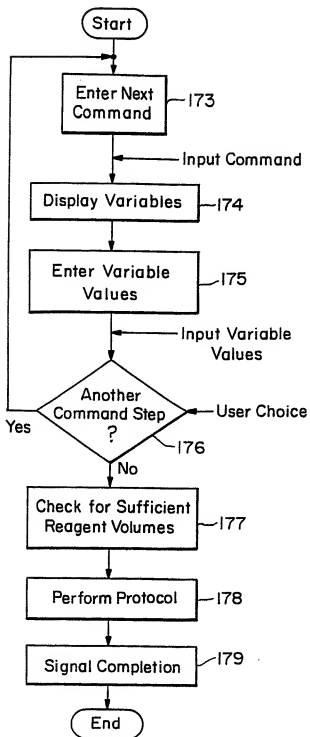 Start
Enter Next
Command
173
Input Command
Display Variables
174
Enter Variable
Values
175
Input Variable
Values
Another
Command Step
?
User Choice
Yes
176
No
Check for Sufficient
Reagent Volumes
177
Perform Protocol
178
Signal Completion
179
End